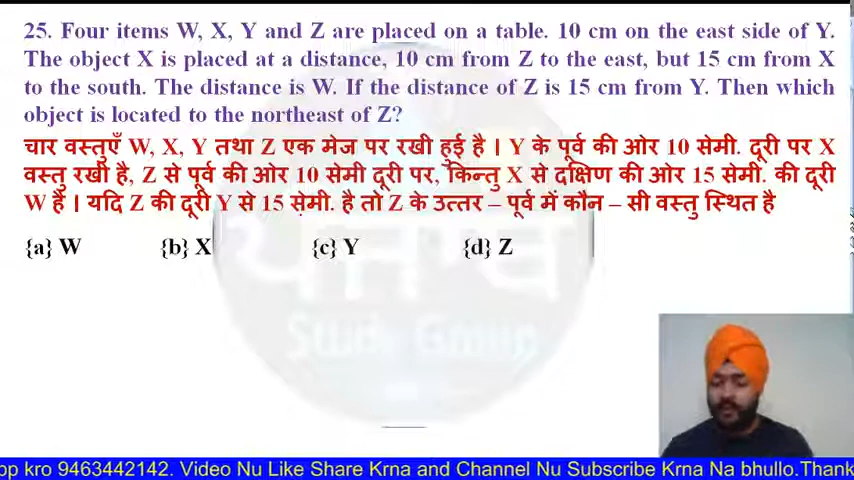 25. Four items W, X, Y and Z are placed on a table. 10 cm on the east side of Y.
The object X is placed at a distance, 10 cm from Z to the east, but 15 cm from X
to the south. The distance is W. If the distance of Z is 15 cm from Y. Then which
object is located to the northeast of Z?
चार वस्तुएँ W, X, Y तथा Z एक मेज पर रखी हुई है । Y के पूर्व की ओर 10 सेमी. दूरी पर X
वस्तु रखी है, Z से पूर्व की ओर 10 सेमी दूरी पर, किन्तु X से दक्षिण की ओर 15 सेमी. की दूरी
W है । यदि Z की दूरी Y से 15 सेमी. है तो Z के उत्तर – पूर्व में कौन – सी वस्तु स्थित है
{a} W {b} X {c} Y {d} Z
ਪੰਜਾਬ
Study Group
pp kro 9463442142. Video Nu Like Share Krna and Channel Nu Subscribe Krna Na bhullo.Thank